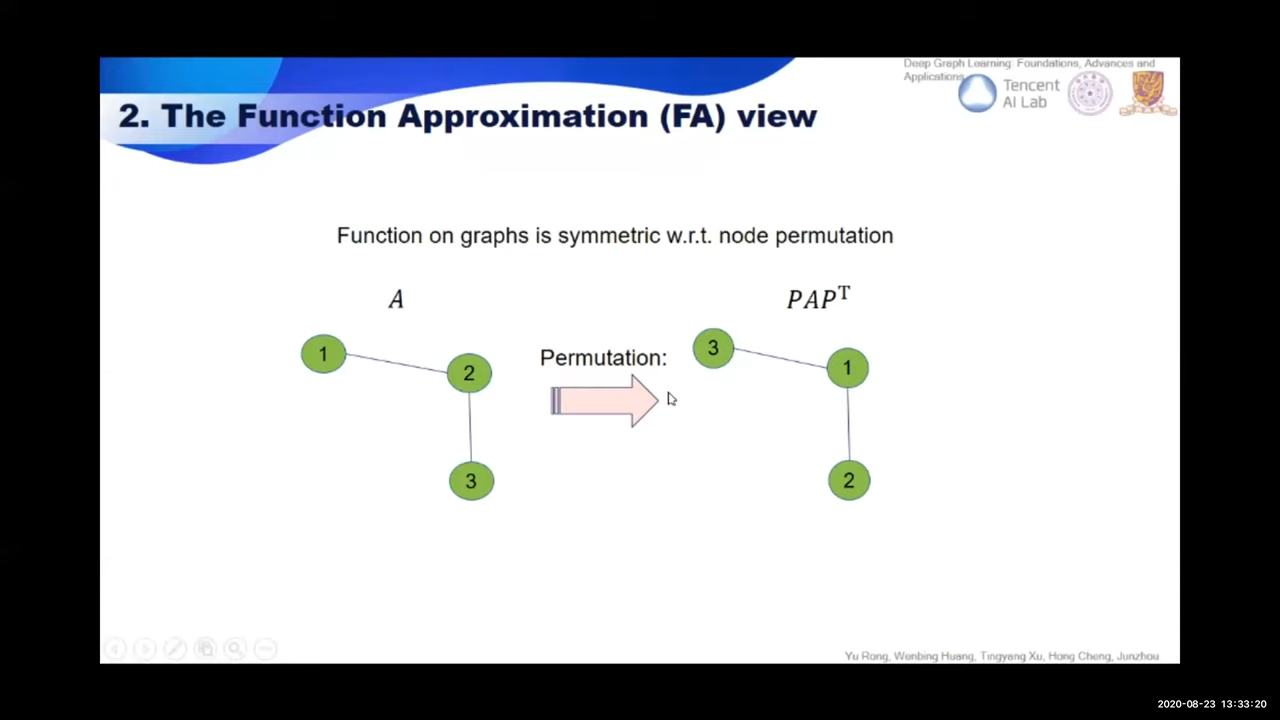 Deep Graph Learning: Foundations, Advances and
Applications
Tencent
AI Lab
2. The Function Approximation (FA) view
Function on graphs is symmetric w.r.t. node permutation
A
PAPᵀ
1
2
3
Permutation:
3
1
2
Yu Rong, Wenbing Huang, Tingyang Xu, Hong Cheng, Junzhou
2020-08-23 13:33:20